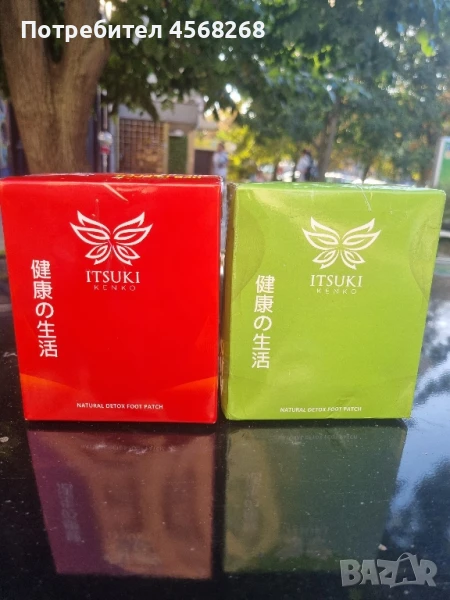 Потребител 4568268
ITSUKI
KENKO
健康の生活
NATURAL DETOX FOOT PATCH
ITSUKI
KENKO
健康の生活
NATURAL DETOX FOOT PATCH
BAZAR